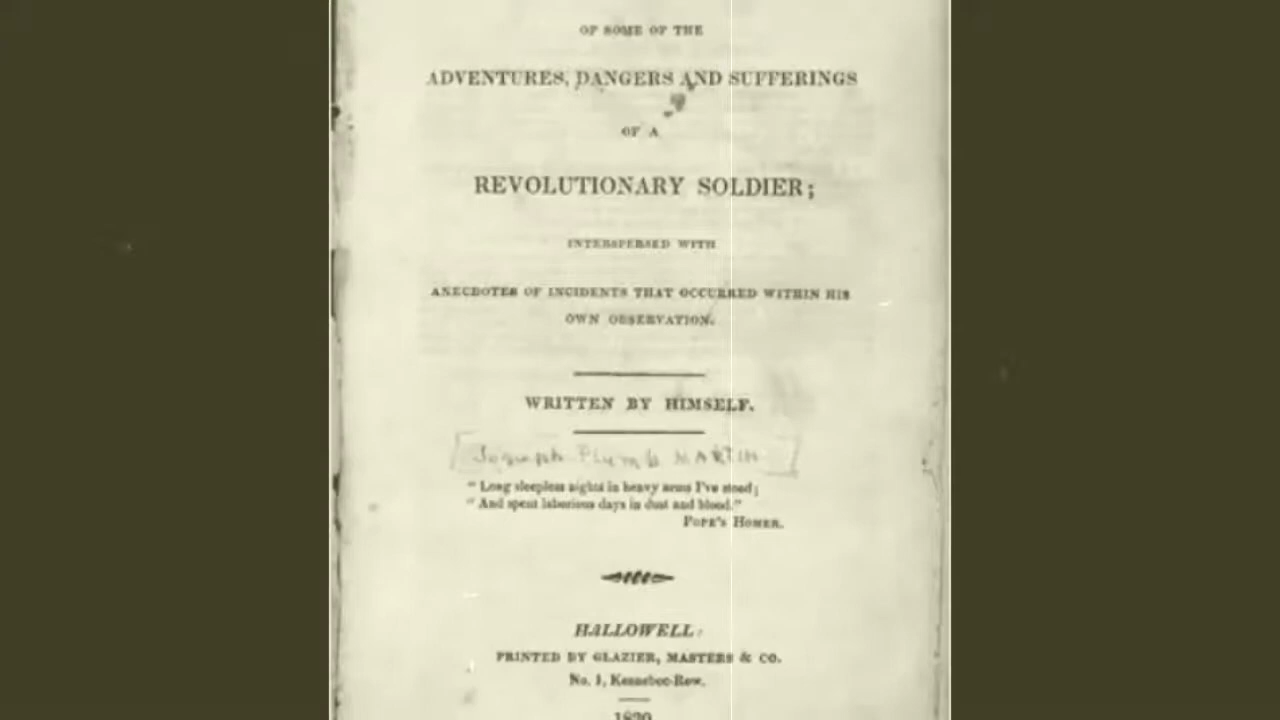 OF SOME OF THE
ADVENTURES, DANGERS AND SUFFERINGS
OF A
REVOLUTIONARY SOLDIER;
INTERSPERSED WITH
ANECDOTES OF INCIDENTS THAT OCCURRED WITHIN HIS
OWN OBSERVATION.
WRITTEN BY HIMSELF.
[Joseph Plumb MARTIN]
" Long sleepless nights in heavy arms I've stood;
" And spent laborious days in dust and blood."
POPE'S HOMER.
HALLOWELL:
PRINTED BY GLAZIER, MASTERS & CO.
No. 1, Kennebec-Row.